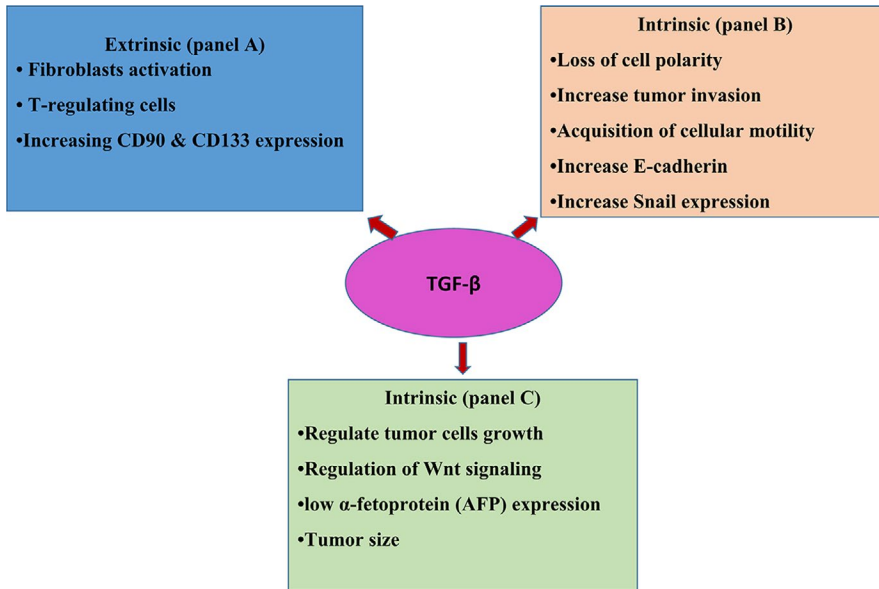 Extrinsic (panel A)
• Fibroblasts activation
• T-regulating cells
•Increasing CD90 & CD133 expression
Intrinsic (panel B)
•Loss of cell polarity
•Increase tumor invasion
•Acquisition of cellular motility
•Increase E-cadherin
•Increase Snail expression
TGF-β
Intrinsic (panel C)
•Regulate tumor cells growth
•Regulation of Wnt signaling
•low α-fetoprotein (AFP) expression
•Tumor size